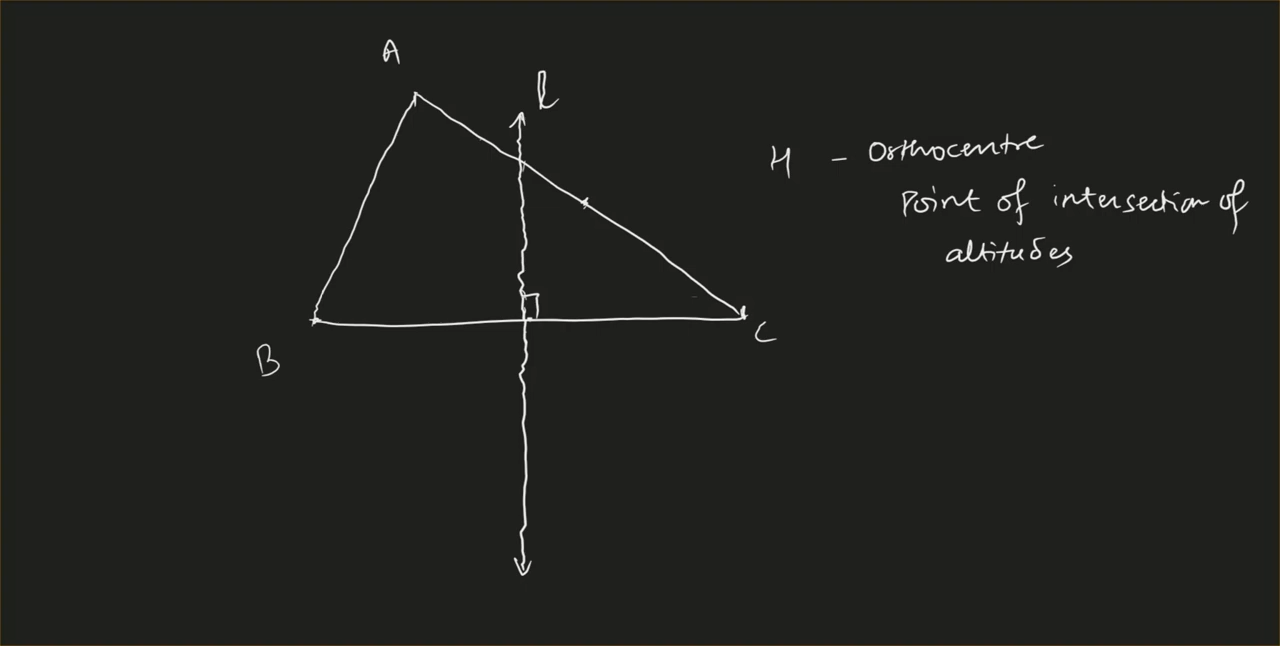 A
l
H - Orthocentre
Point of intersection of
altitudes
B
C